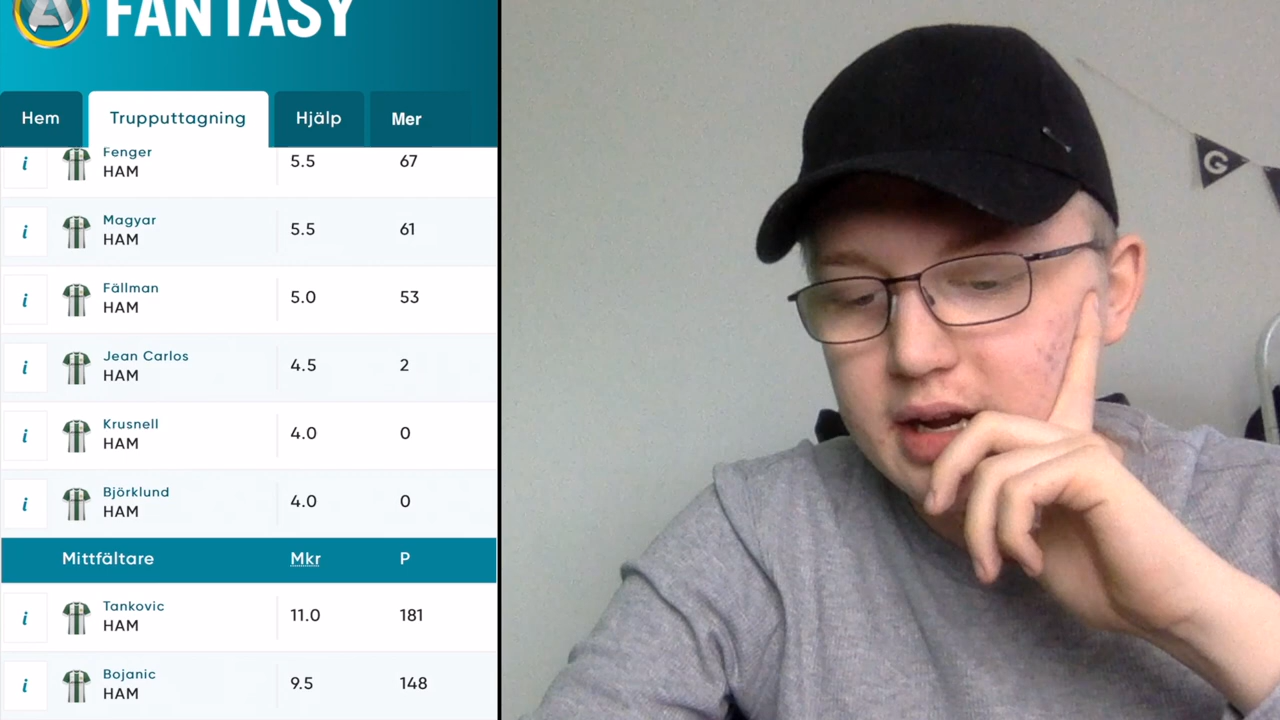 FANTASY
Hem Trupputtagning Hjälp Mer
Fenger
HAM 5.5 67
Magyar
HAM 5.5 61
Fällman
HAM 5.0 53
Jean Carlos
HAM 4.5 2
Krusnell
HAM 4.0 0
Björklund
HAM 4.0 0
Mittfältare Mkr P
Tankovic
HAM 11.0 181
Bojanic
HAM 9.5 148
G